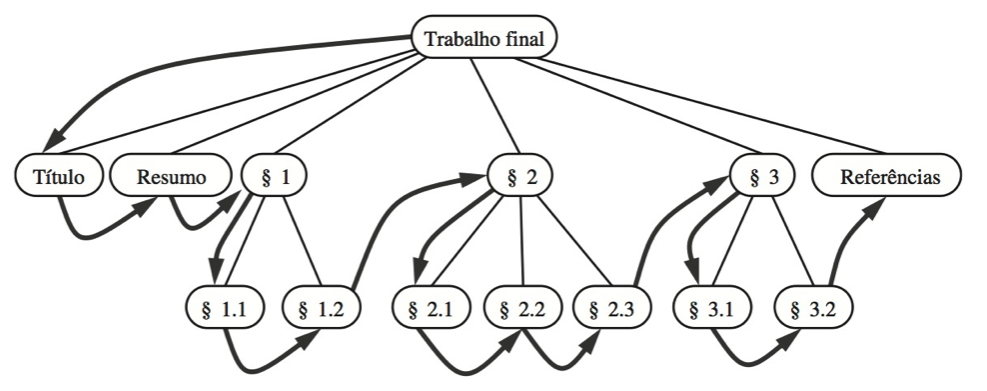 Trabalho final
Título
Resumo
§ 1
§ 2
§ 3
Referências
§ 1.1
§ 1.2
§ 2.1
§ 2.2
§ 2.3
§ 3.1
§ 3.2